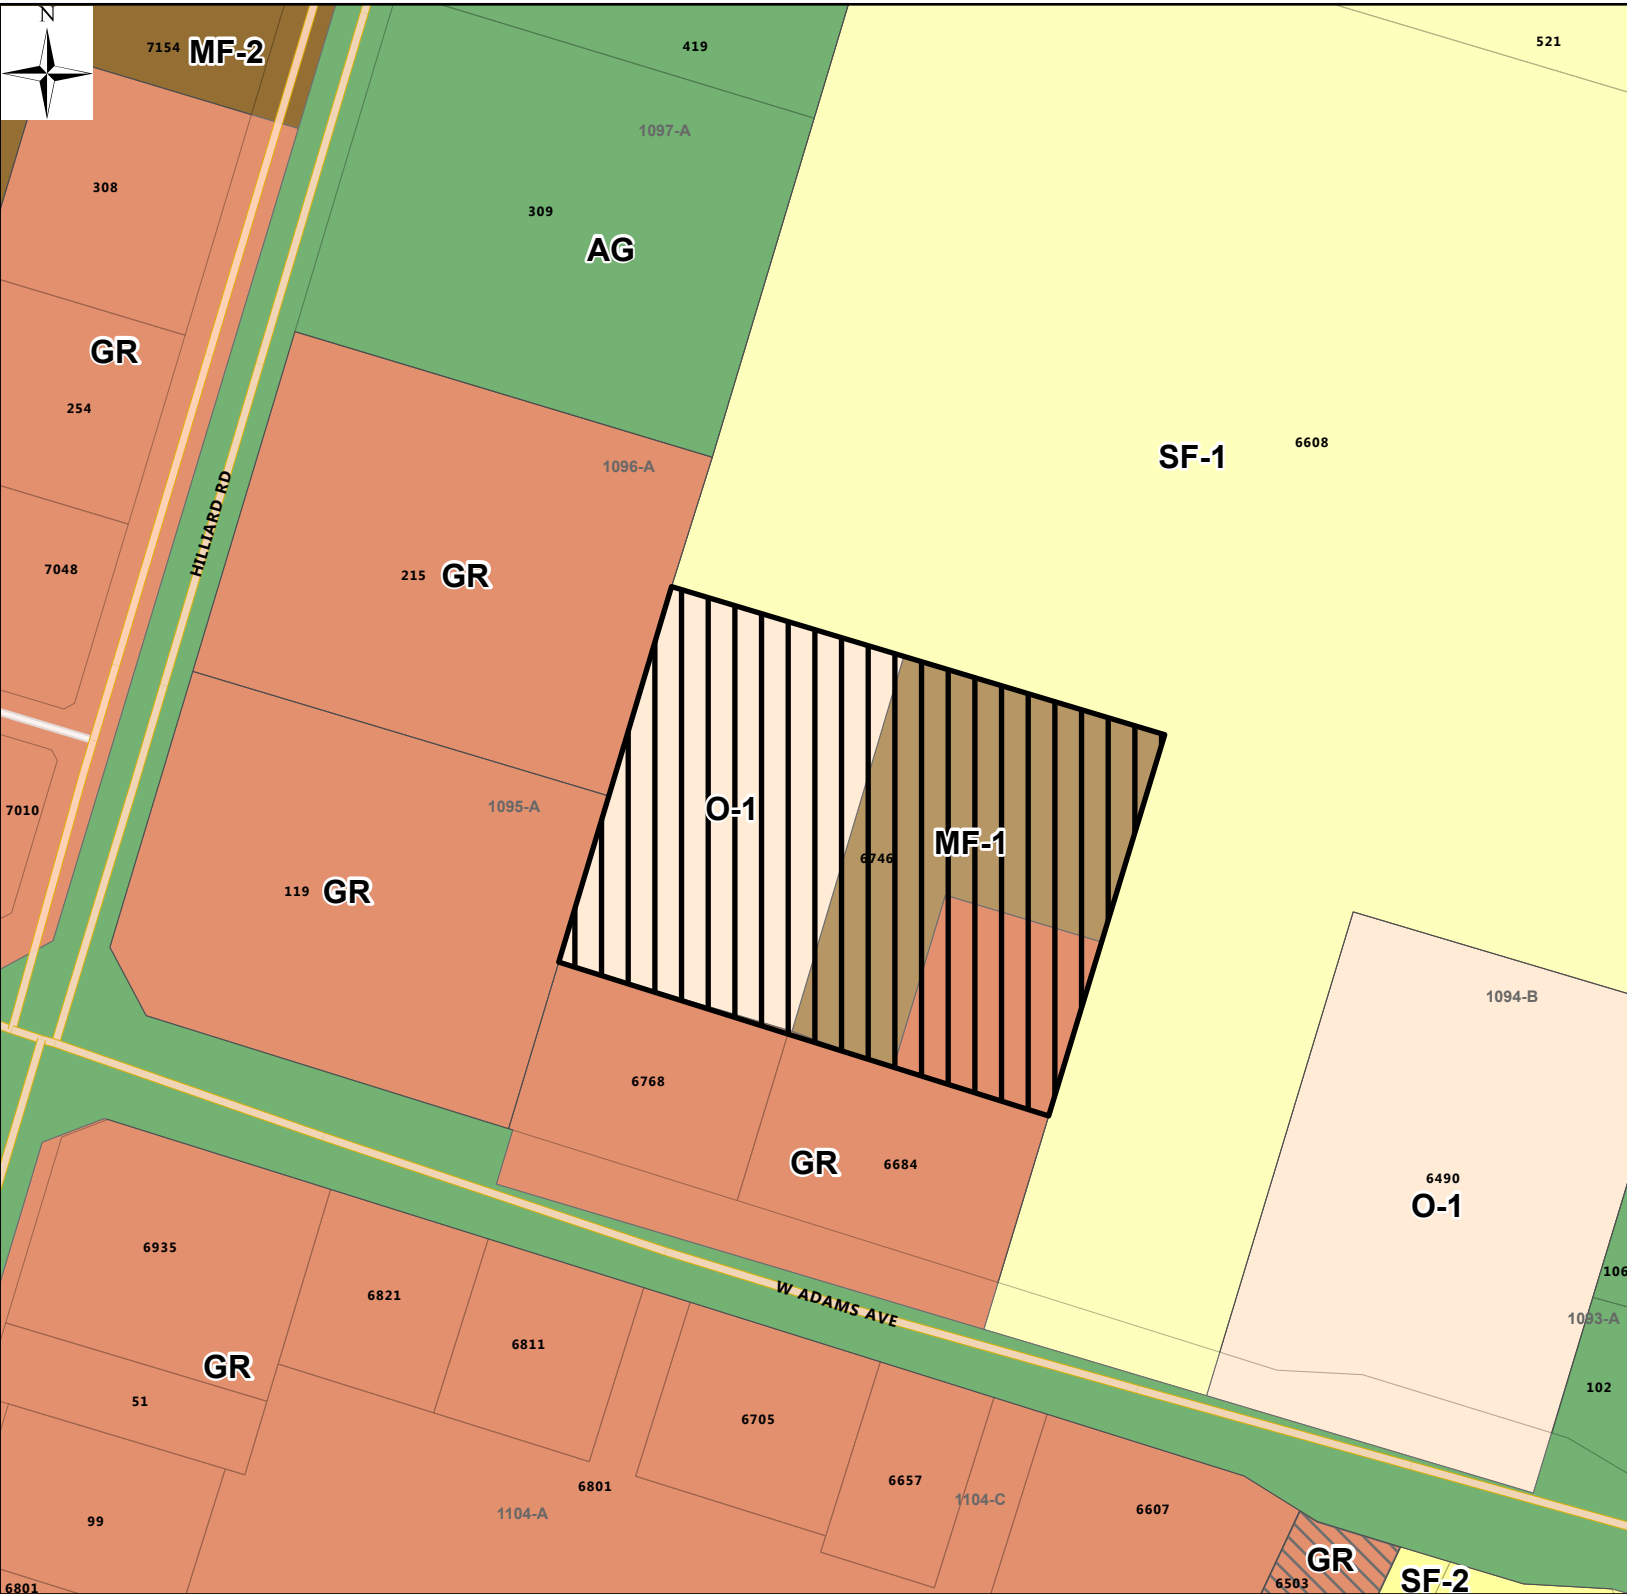 N
7154
MF-2
419
521
1097-A
308
309
AG
GR
254
SF-1
6608
1096-A
HILLIARD RD
7048
215
GR
7010
1095-A
O-1
MF-1
6746
119
GR
1094-B
6768
GR
6684
6490
O-1
6935
106
6821
W ADAMS AVE
1093-A
6811
GR
51
102
6705
6657
6801
1104-C
1104-A
6607
99
GR
6503
SF-2
6801